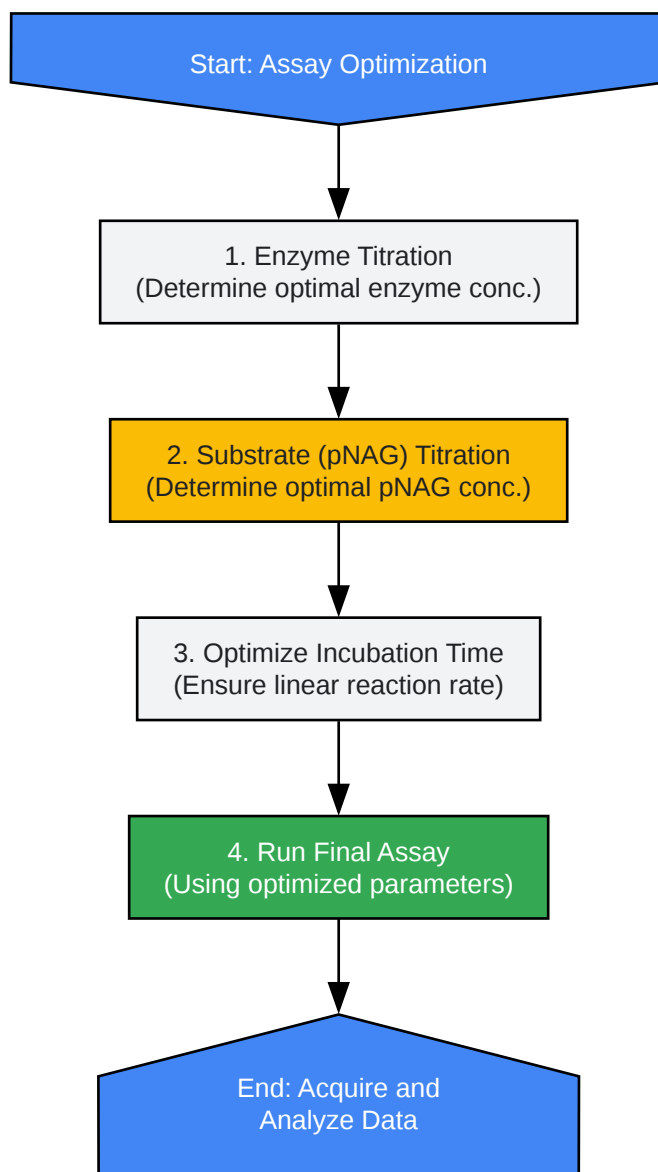 Start: Assay Optimization
1. Enzyme Titration
(Determine optimal enzyme conc.)
2. Substrate (pNAG) Titration
(Determine optimal pNAG conc.)
3. Optimize Incubation Time
(Ensure linear reaction rate)
4. Run Final Assay
(Using optimized parameters)
End: Acquire and
Analyze Data